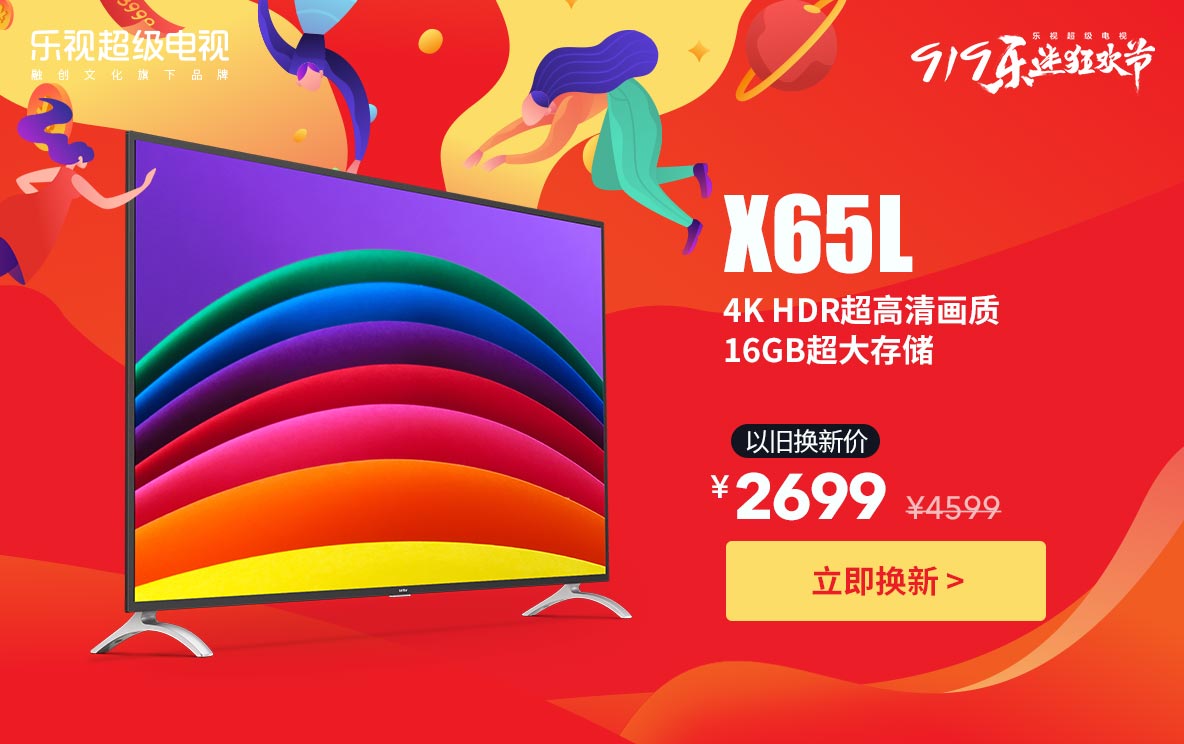 乐视超级电视
融创文化旗下品牌
乐视超级电视
919乐迷狂欢节
X65L
4K HDR超高清画质
16GB超大存储
以旧换新价
¥2699 ¥4599
立即换新 >